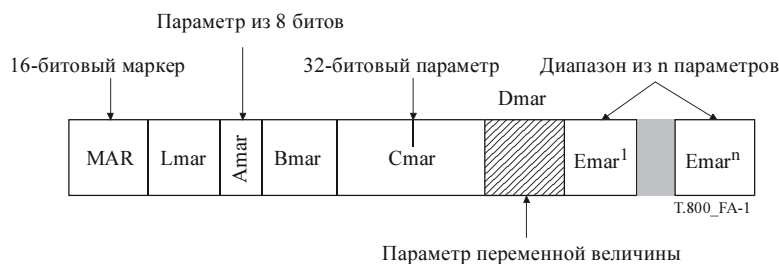 Параметр из 8 битов
16-битовый маркер
32-битовый параметр
Диапазон из n параметров
Dmar
MAR
Lmar
Amar
Bmar
Cmar
Emar¹
Emarⁿ
T.800_FA-1
Параметр переменной величины